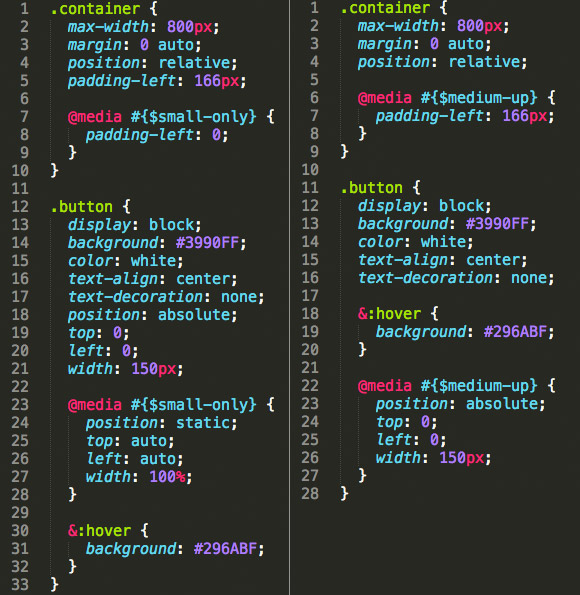 1 .container {
2 max-width: 800px;
3 margin: 0 auto;
4 position: relative;
5 padding-left: 166px;
6
7 @media #{$small-only} {
8 padding-left: 0;
9 }
10 }
11
12 .button {
13 display: block;
14 background: #3990FF;
15 color: white;
16 text-align: center;
17 text-decoration: none;
18 position: absolute;
19 top: 0;
20 left: 0;
21 width: 150px;
22
23 @media #{$small-only} {
24 position: static;
25 top: auto;
26 left: auto;
27 width: 100%;
28 }
29
30 &:hover {
31 background: #296ABF;
32 }
33 }
1 .container {
2 max-width: 800px;
3 margin: 0 auto;
4 position: relative;
5
6 @media #{$medium-up} {
7 padding-left: 166px;
8 }
9 }
10
11 .button {
12 display: block;
13 background: #3990FF;
14 color: white;
15 text-align: center;
16 text-decoration: none;
17
18 &:hover {
19 background: #296ABF;
20 }
21
22 @media #{$medium-up} {
23 position: absolute;
24 top: 0;
25 left: 0;
26 width: 150px;
27 }
28 }